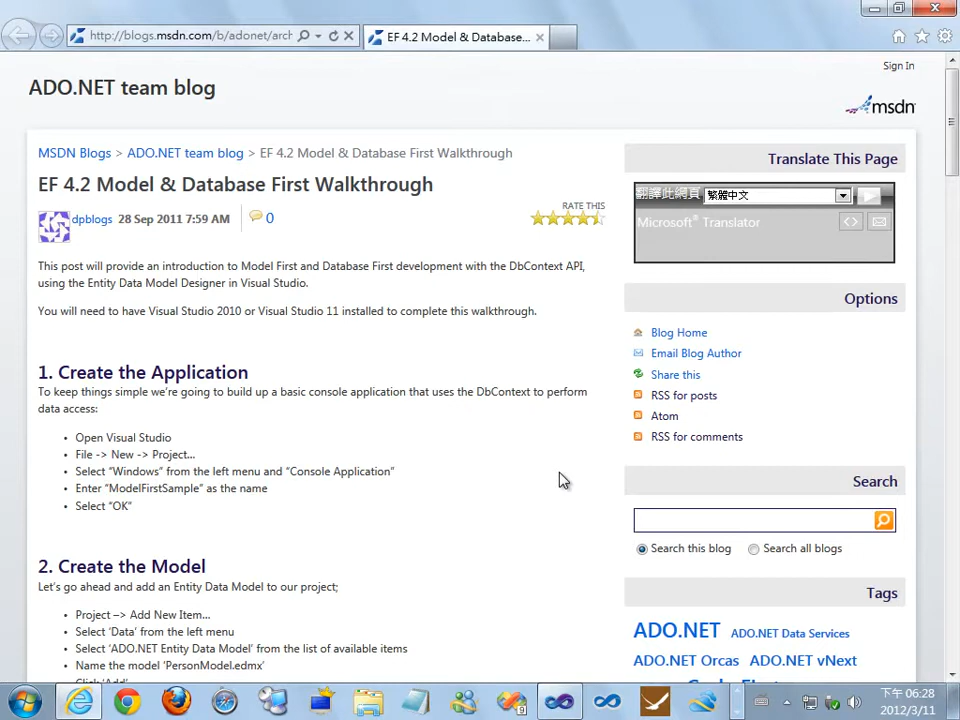 http://blogs.msdn.com/b/adonet/arch
EF 4.2 Model & Database...
Sign In
ADO.NET team blog
msdn
MSDN Blogs > ADO.NET team blog > EF 4.2 Model & Database First Walkthrough
EF 4.2 Model & Database First Walkthrough
dpblogs 28 Sep 2011 7:59 AM 0
RATE THIS
This post will provide an introduction to Model First and Database First development with the DbContext API,
using the Entity Data Model Designer in Visual Studio.
You will need to have Visual Studio 2010 or Visual Studio 11 installed to complete this walkthrough.
1. Create the Application
To keep things simple we're going to build up a basic console application that uses the DbContext to perform
data access:
• Open Visual Studio
• File -> New -> Project...
• Select “Windows” from the left menu and “Console Application”
• Enter “ModelFirstSample” as the name
• Select “OK”
2. Create the Model
Let's go ahead and add an Entity Data Model to our project;
• Project –> Add New Item...
• Select ‘Data’ from the left menu
• Select ‘ADO.NET Entity Data Model’ from the list of available items
• Name the model ‘PersonModel.edmx’
• Click ‘Add’
Translate This Page
翻譯此網頁 繁體中文
Microsoft® Translator
Options
Blog Home
Email Blog Author
Share this
RSS for posts
Atom
RSS for comments
Search
Search this blog
Search all blogs
Tags
ADO.NET ADO.NET Data Services
ADO.NET Orcas ADO.NET vNext
Code First
9
下午 06:28
2012/3/11